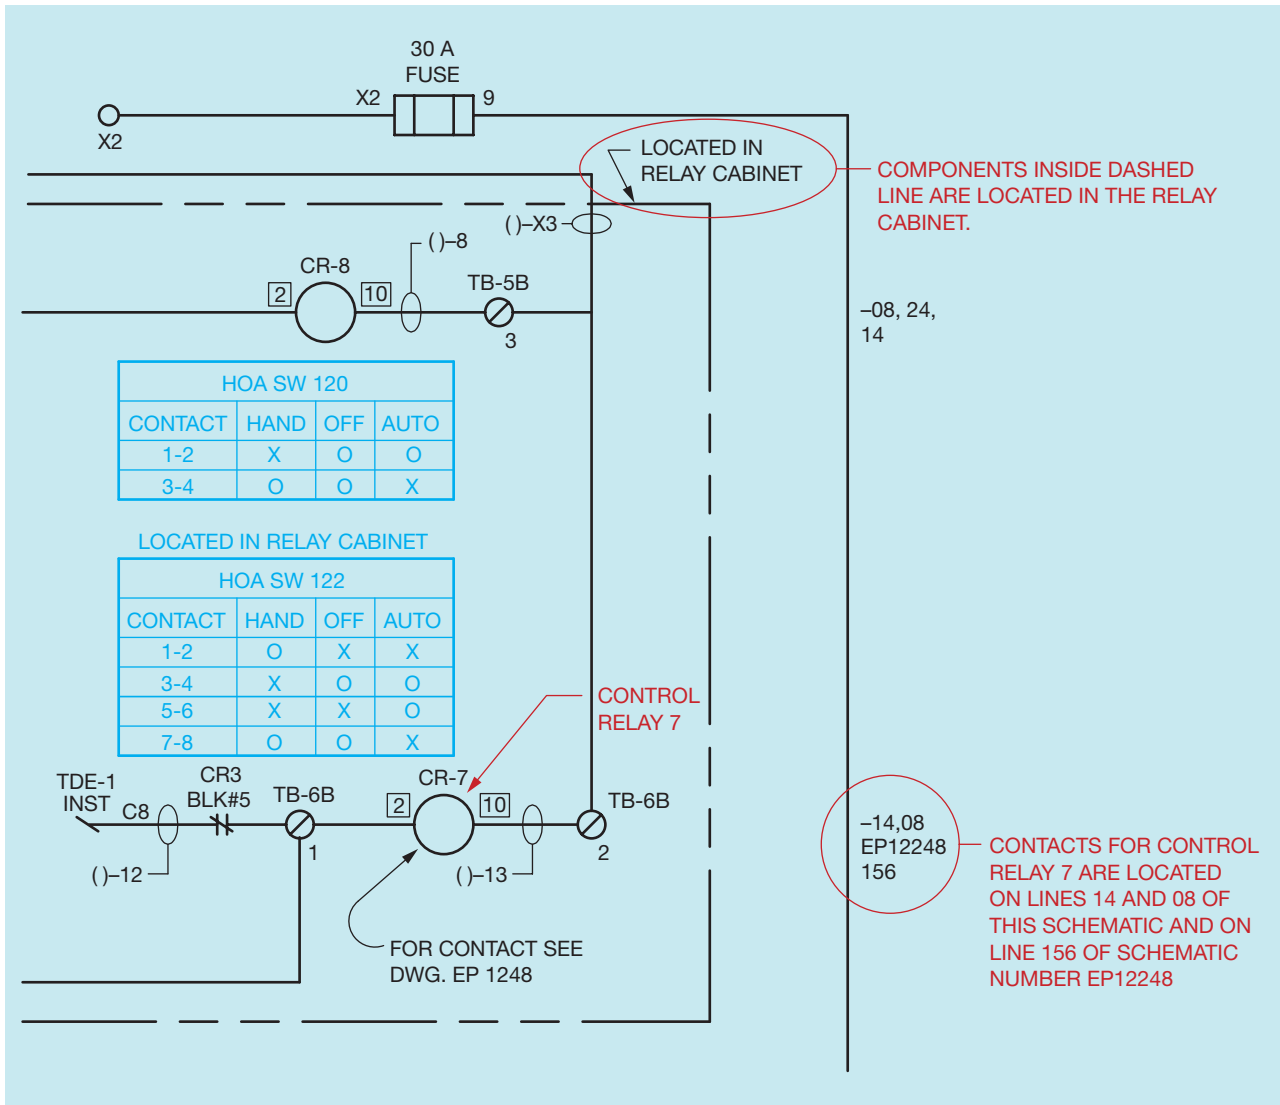 30 A
FUSE
X2
9
X2
LOCATED IN
RELAY CABINET
COMPONENTS INSIDE DASHED
LINE ARE LOCATED IN THE RELAY
CABINET.
( )–X3
( )–8
CR-8
TB-5B
2
10
3
–08, 24,
14
HOA SW 120
CONTACT HAND OFF AUTO
1-2 X O O
3-4 O O X
LOCATED IN RELAY CABINET
HOA SW 122
CONTACT HAND OFF AUTO
1-2 O X X
3-4 X O O
5-6 X X O
7-8 O O X
CONTROL
RELAY 7
TDE-1
INST
C8
CR3
BLK#5
TB-6B
CR-7
2
10
TB-6B
1
2
( )–12
( )–13
FOR CONTACT SEE
DWG. EP 1248
–14,08
EP12248
156
CONTACTS FOR CONTROL
RELAY 7 ARE LOCATED
ON LINES 14 AND 08 OF
THIS SCHEMATIC AND ON
LINE 156 OF SCHEMATIC
NUMBER EP12248